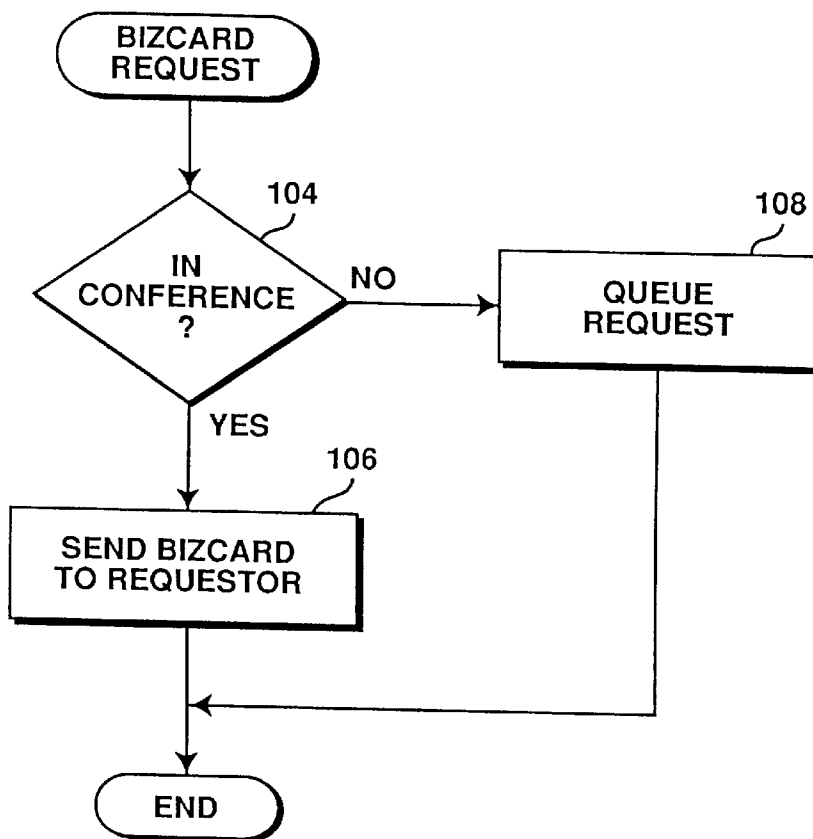 BIZCARD
REQUEST
104
IN
CONFERENCE
?
NO
108
QUEUE
REQUEST
YES
106
SEND BIZCARD
TO REQUESTOR
END